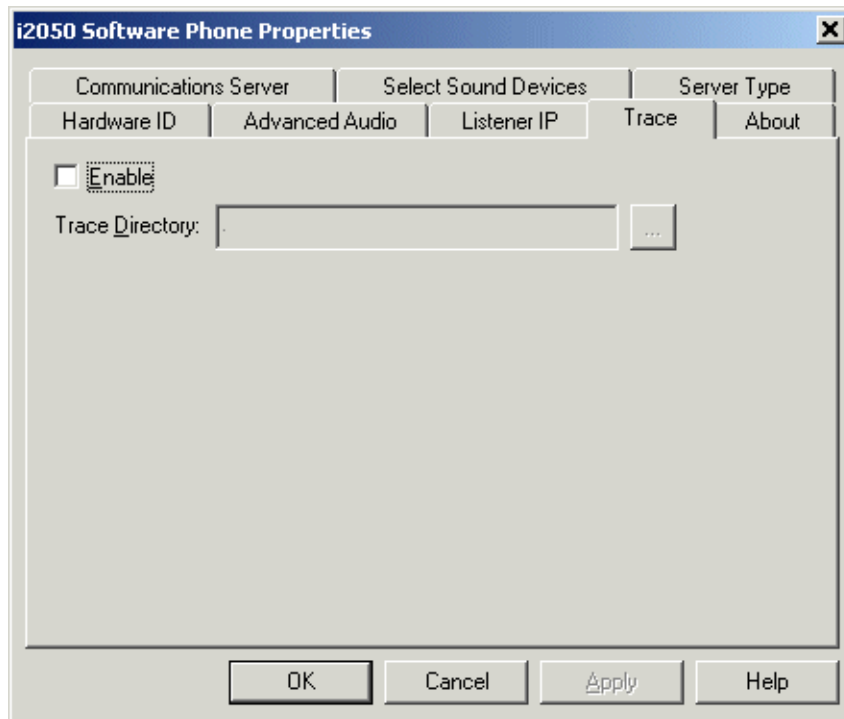 i2050 Software Phone Properties
Communications Server Select Sound Devices Server Type
Hardware ID Advanced Audio Listener IP Trace About
Enable
Trace Directory: . ...
OK Cancel Apply Help